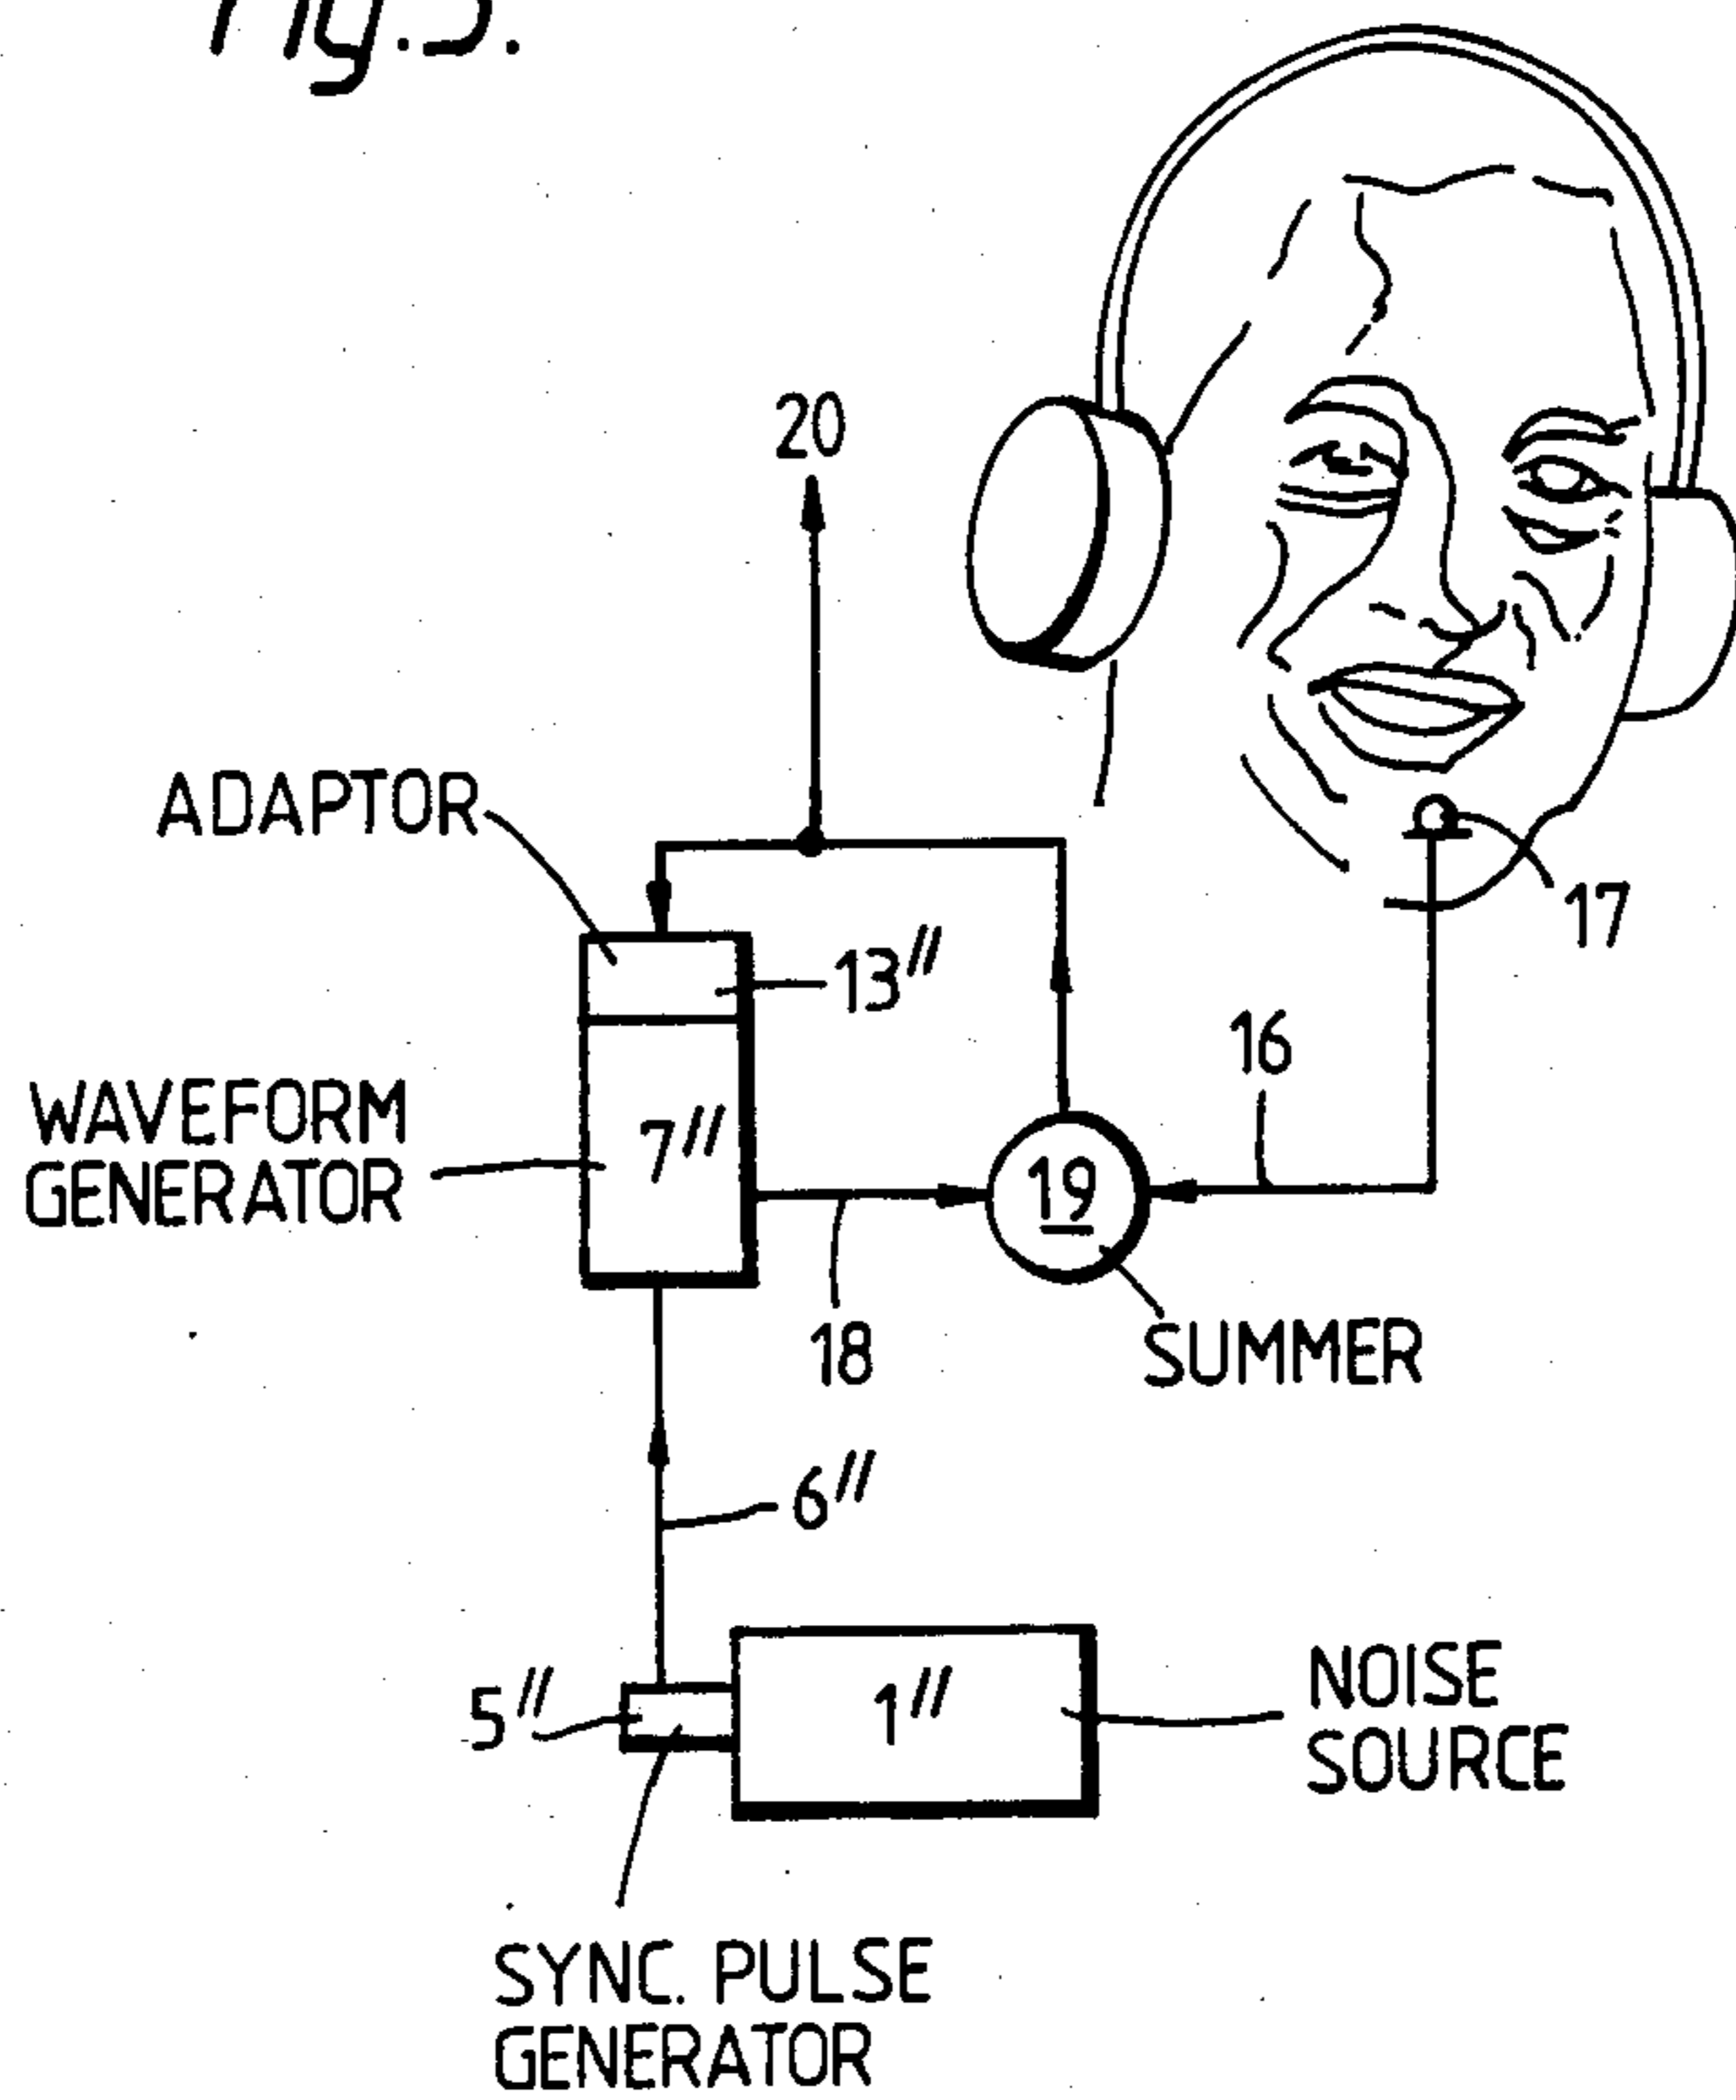 Fig.3.
20
ADAPTOR
17
13"
16
WAVEFORM
GENERATOR
7"
19
18
SUMMER
6"
5"
1"
NOISE
SOURCE
SYNC. PULSE
GENERATOR